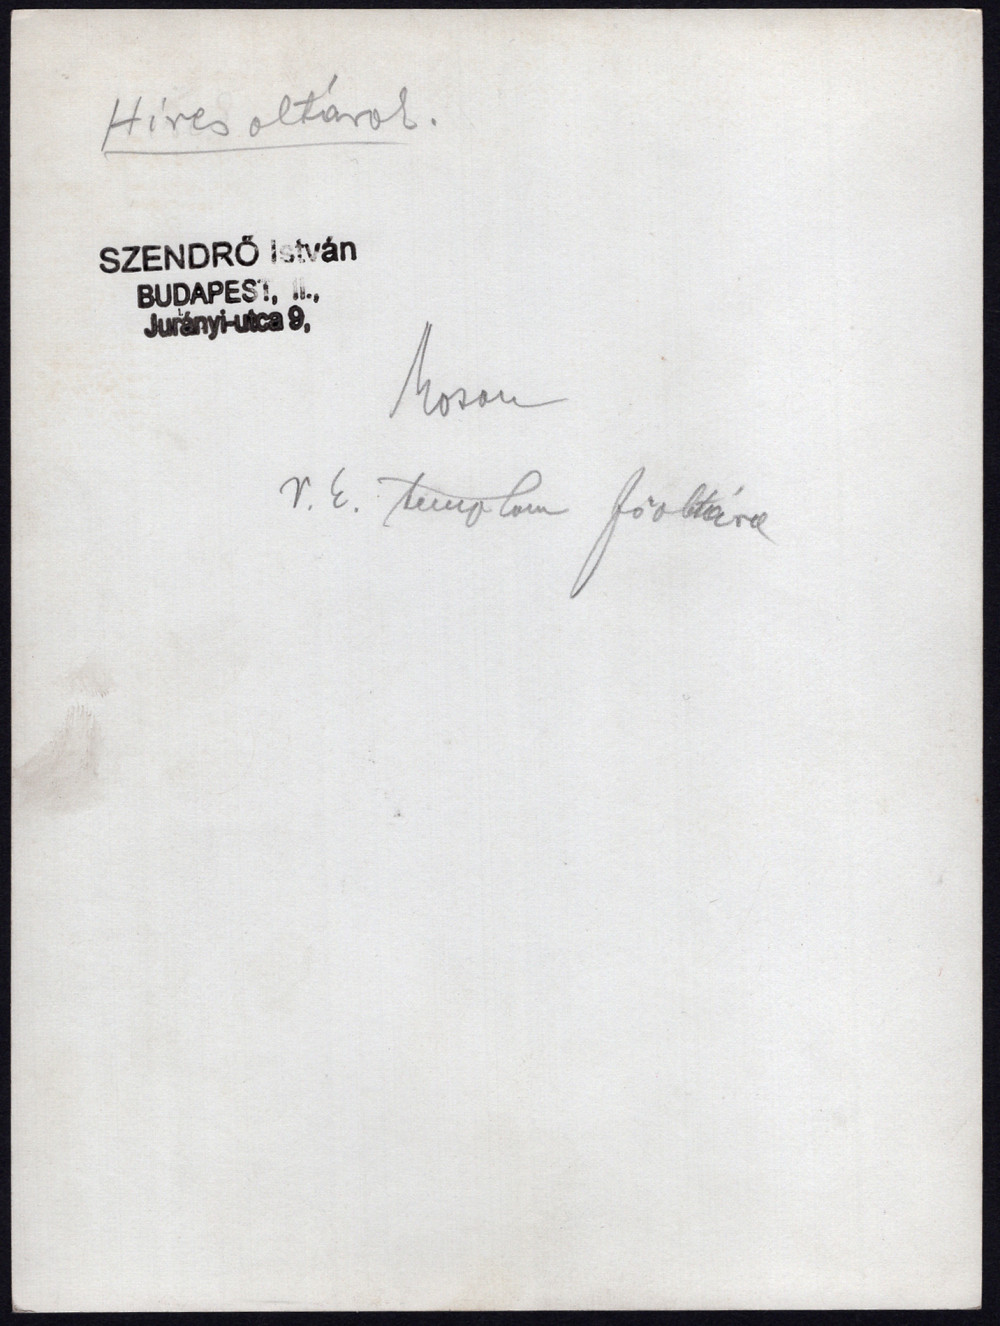 Híres oltárok.
SZENDRŐ István
BUDAPEST, II.,
Jurányi-utca 9,
Moson
r. k. templom főoltára